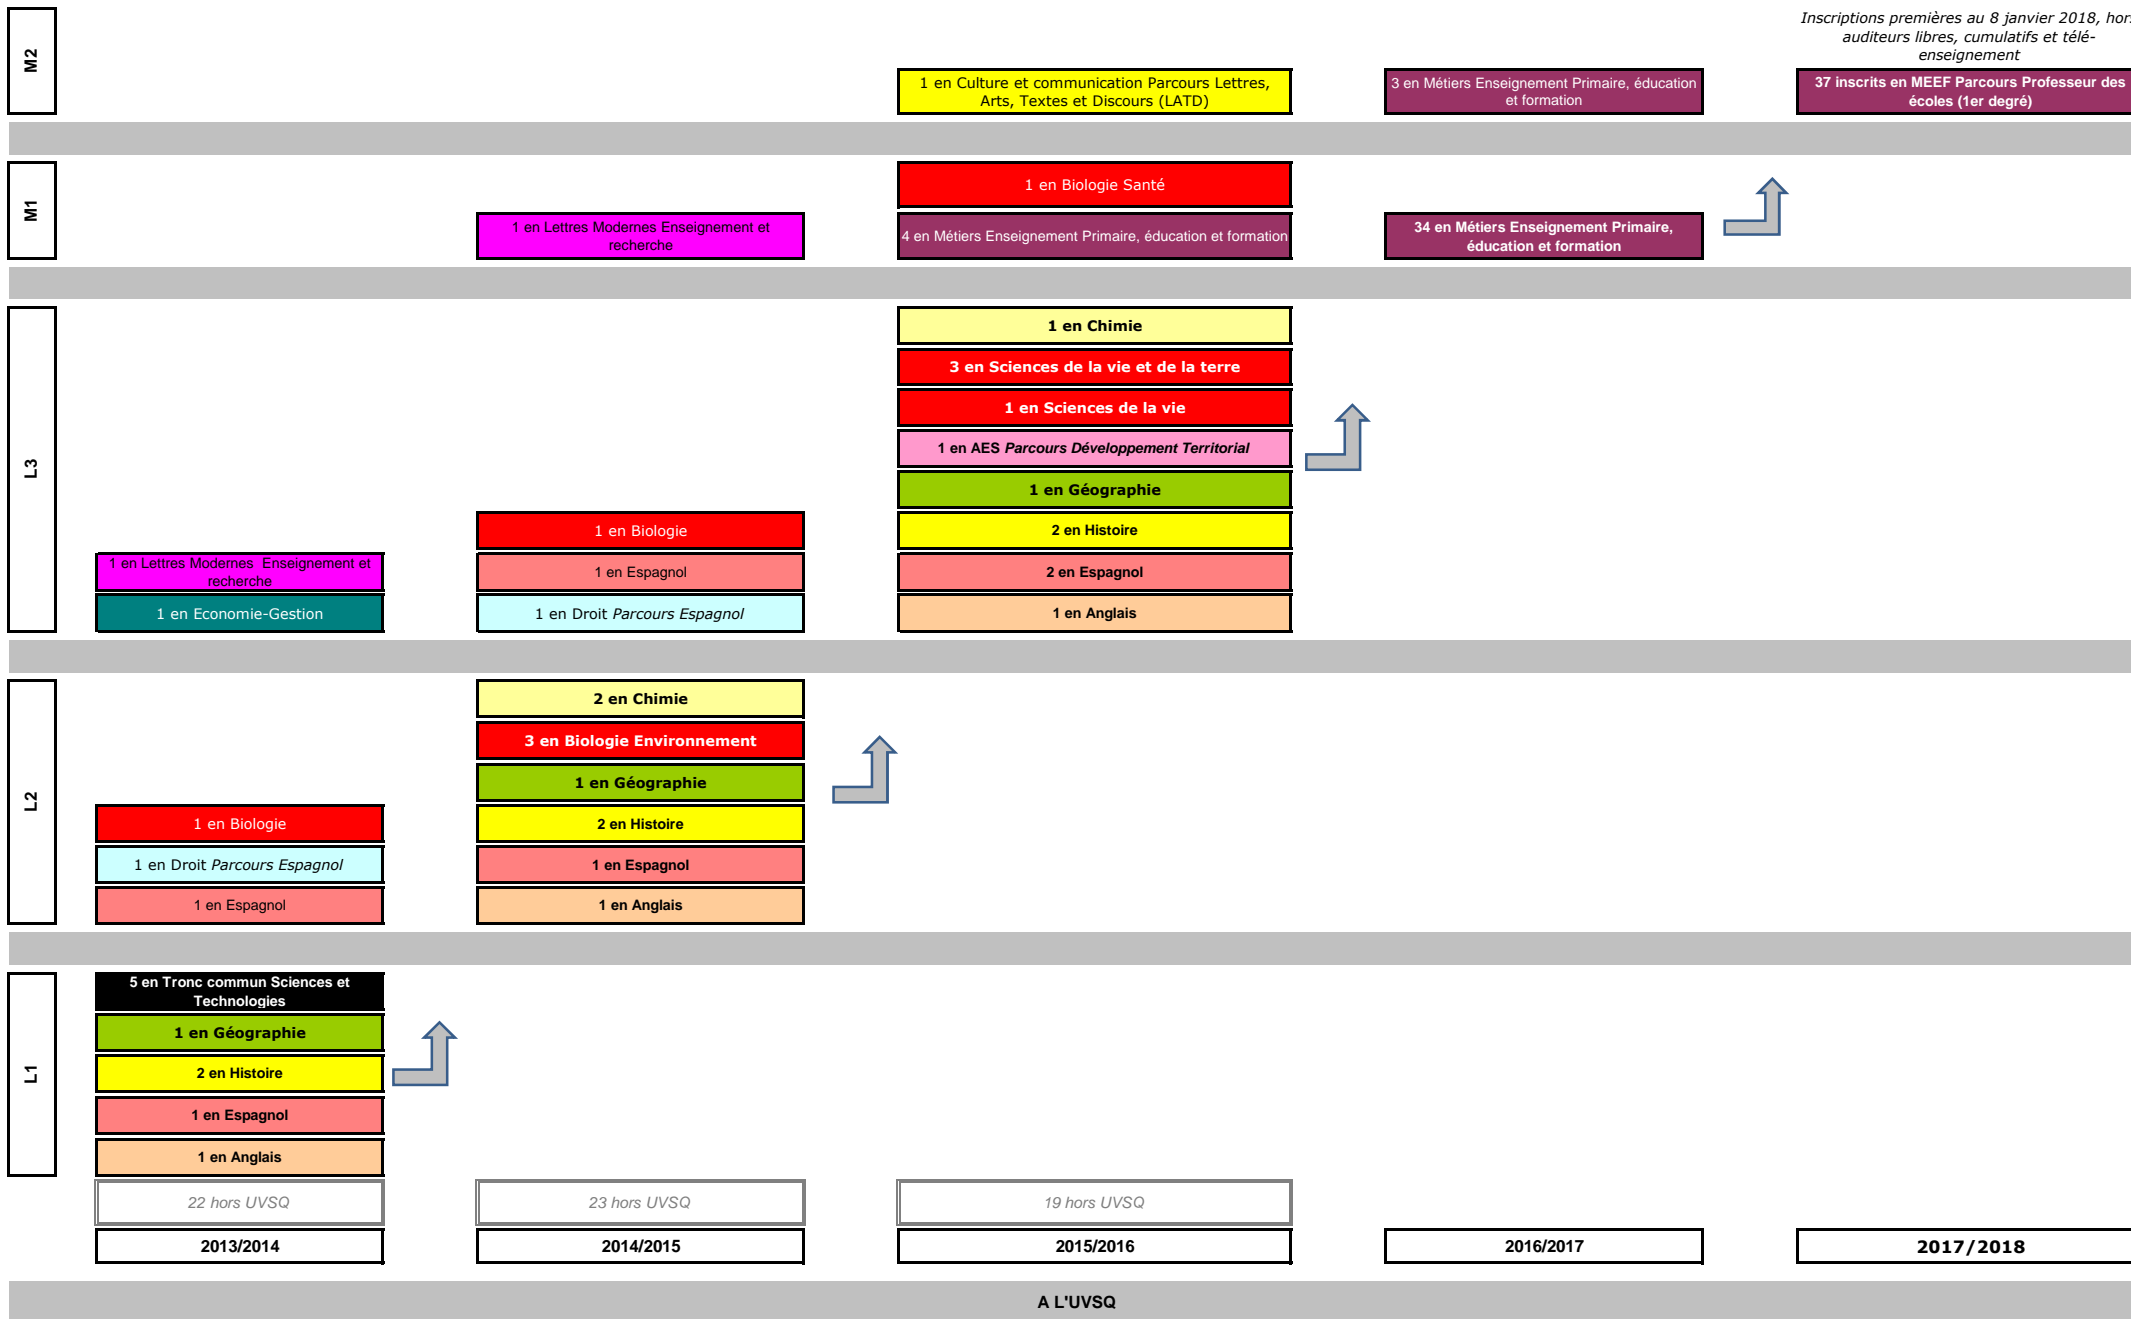 Inscriptions premières au 8 janvier 2018, hors
auditeurs libres, cumulatifs et télé-
enseignement
M2
1 en Culture et communication Parcours Lettres,
Arts, Textes et Discours (LATD)
3 en Métiers Enseignement Primaire, éducation
et formation
37 inscrits en MEEF Parcours Professeur des
écoles (1er degré)
M1
1 en Biologie Santé
1 en Lettres Modernes Enseignement et
recherche
4 en Métiers Enseignement Primaire, éducation et formation
34 en Métiers Enseignement Primaire,
éducation et formation
L3
1 en Chimie
3 en Sciences de la vie et de la terre
1 en Sciences de la vie
1 en AES Parcours Développement Territorial
1 en Géographie
1 en Biologie
2 en Histoire
1 en Lettres Modernes  Enseignement et
recherche
1 en Espagnol
2 en Espagnol
1 en Economie-Gestion
1 en Droit Parcours Espagnol
1 en Anglais
L2
2 en Chimie
3 en Biologie Environnement
1 en Géographie
1 en Biologie
2 en Histoire
1 en Droit Parcours Espagnol
1 en Espagnol
1 en Espagnol
1 en Anglais
L1
5 en Tronc commun Sciences et
Technologies
1 en Géographie
2 en Histoire
1 en Espagnol
1 en Anglais
22 hors UVSQ
23 hors UVSQ
19 hors UVSQ
2013/2014
2014/2015
2015/2016
2016/2017
2017/2018
A L'UVSQ